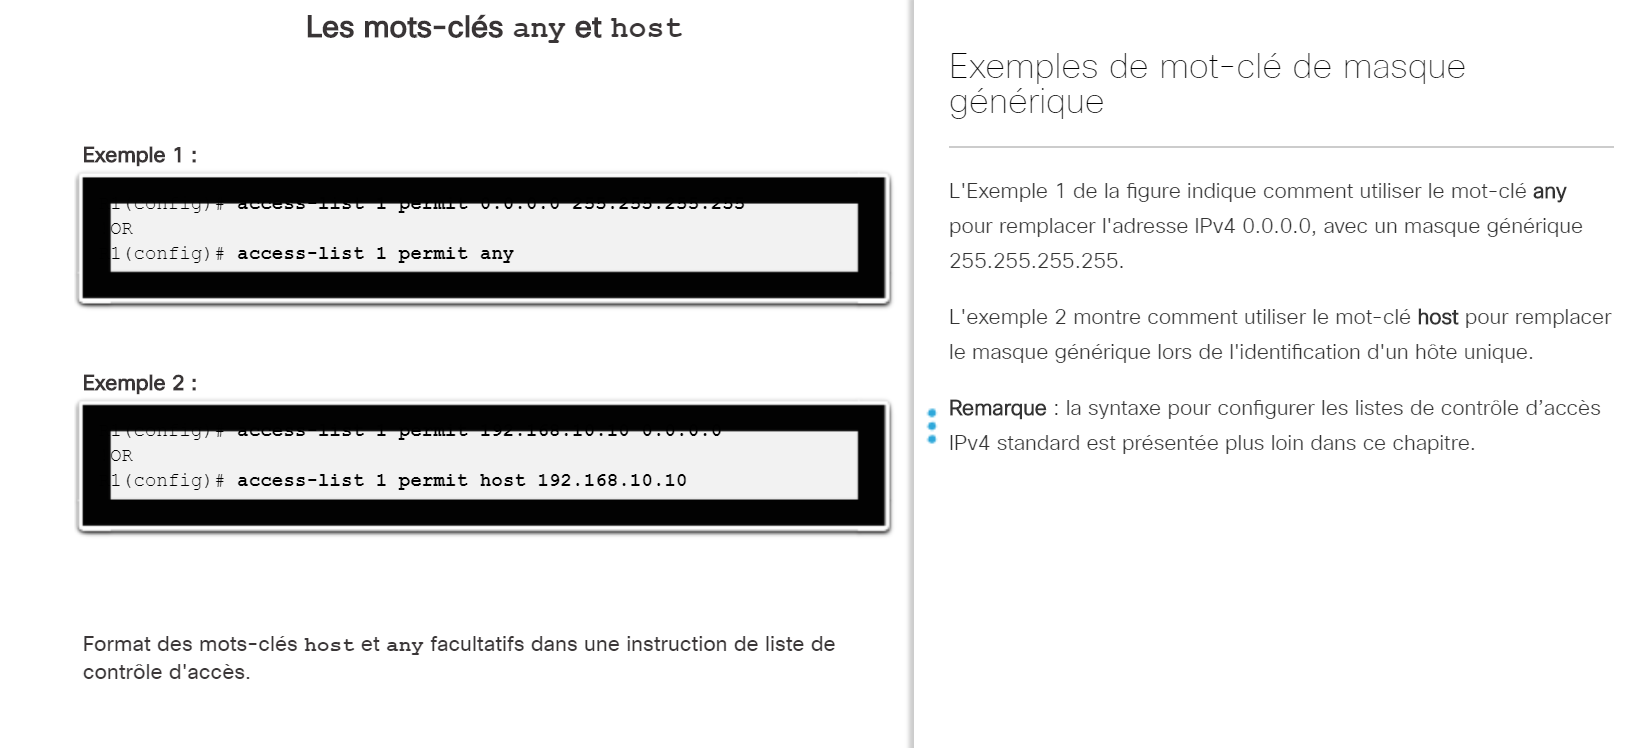 Les mots-clés any et host
Exemple 1 :
1(config)# access-list 1 permit 0.0.0.0 255.255.255.255
OR
1(config)# access-list 1 permit any
Exemple 2 :
1(config)# access-list 1 permit 192.168.10.10 0.0.0.0
OR
1(config)# access-list 1 permit host 192.168.10.10
Format des mots-clés host et any facultatifs dans une instruction de liste de
contrôle d'accès.
Exemples de mot-clé de masque
générique
L'Exemple 1 de la figure indique comment utiliser le mot-clé any
pour remplacer l'adresse IPv4 0.0.0.0, avec un masque générique
255.255.255.255.
L'exemple 2 montre comment utiliser le mot-clé host pour remplacer
le masque générique lors de l'identification d'un hôte unique.
Remarque : la syntaxe pour configurer les listes de contrôle d’accès
IPv4 standard est présentée plus loin dans ce chapitre.